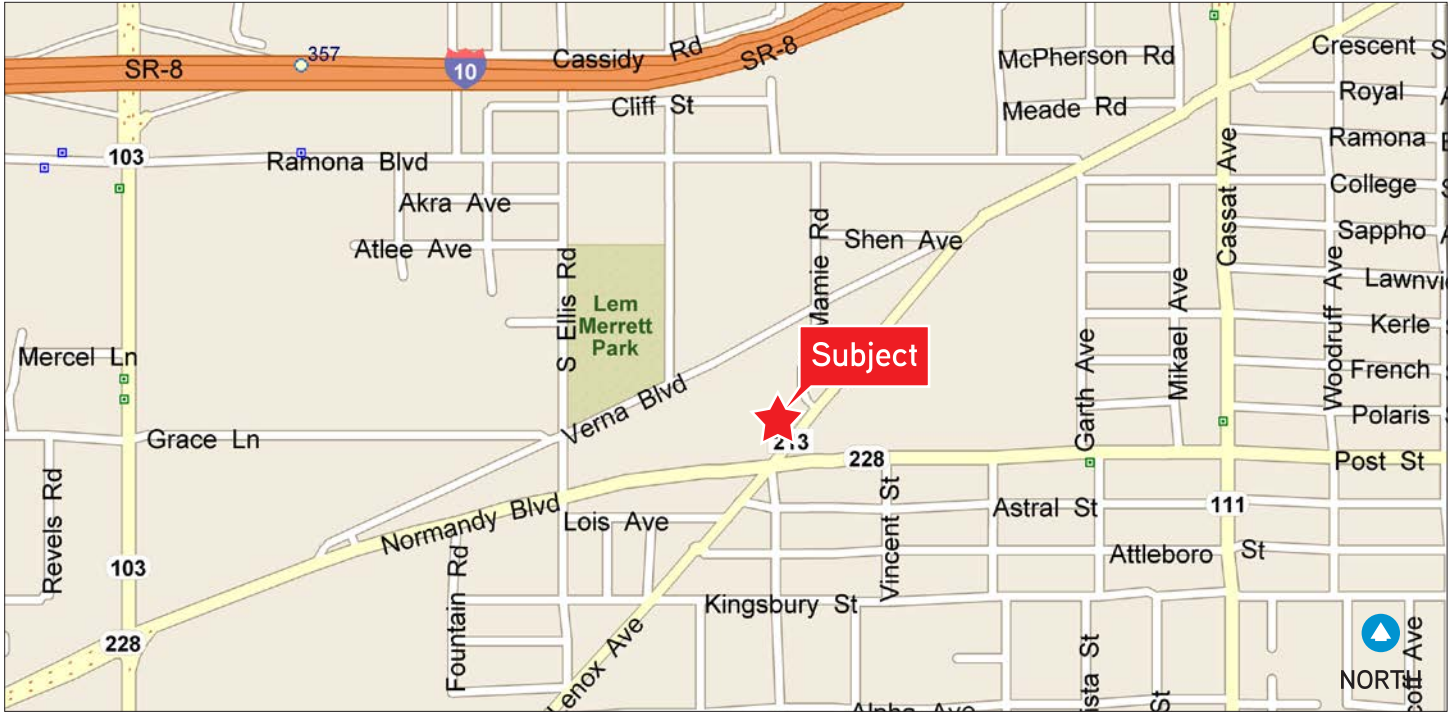 357
Cassidy Rd
SR-8
SR-8
10
McPherson Rd
Crescent
Cliff St
Meade Rd
Royal
103
Ramona Blvd
Ramona
College
Akra Ave
Atlee Ave
Mamie Rd
Shen Ave
Cassat Ave
Sappho
S Ellis Rd
Lem
Merrett
Park
Mikael Ave
Woodruff Ave
Kerle
Mercel Ln
Subject
Garth Ave
French
Verna Blvd
Polaris
Grace Ln
213
228
Post St
Revels Rd
Normandy Blvd
Lois Ave
Vincent St
Astral St
111
Attleboro St
103
Fountain Rd
Kingsbury St
228
Lenox Ave
St
NORTH
Ave